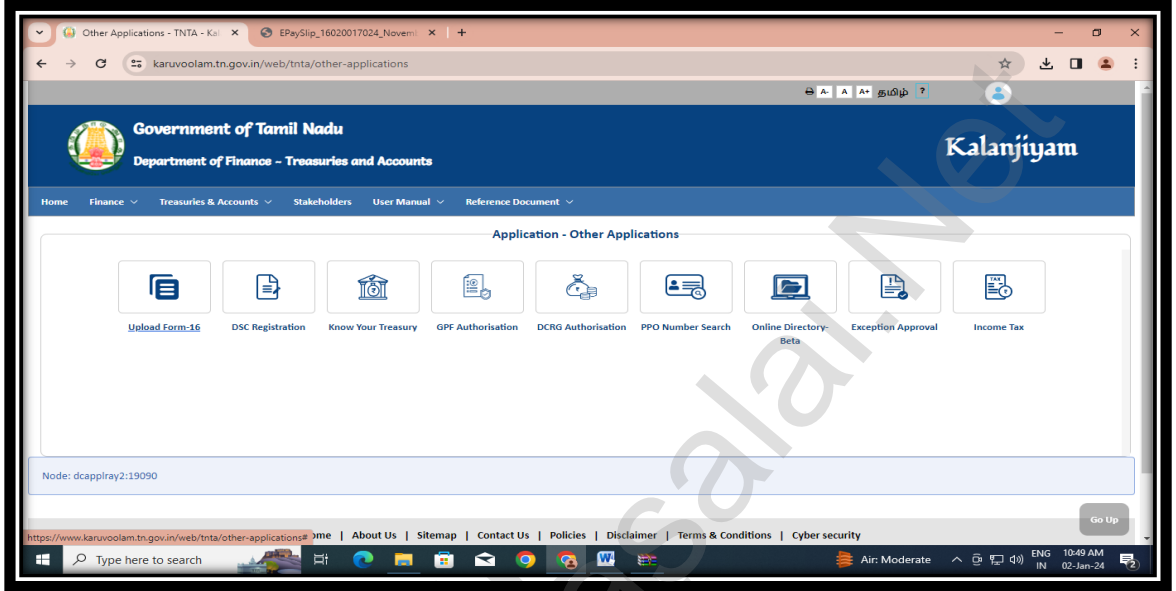 Other Applications - TNTA - Kal
EPaySlip_16020017024_Novem
karuvoolam.tn.gov.in/web/tnta/other-applications
A- A A+ தமிழ் ?
Government of Tamil Nadu
Department of Finance - Treasuries and Accounts
Kalanjiyam
Home Finance Treasuries & Accounts Stakeholders User Manual Reference Document
Application - Other Applications
TAX
Upload Form-16 DSC Registration Know Your Treasury GPF Authorisation DCRG Authorisation PPO Number Search Online Directory- Exception Approval Income Tax
Beta
Node: dcapplray2:19090
Go Up
https://www.karuvoolam.tn.gov.in/web/tnta/other-applications# ome | About Us | Sitemap | Contact Us | Policies | Disclaimer | Terms & Conditions | Cyber security
Type here to search Air: Moderate ENG 10:49 AM
IN 02-Jan-24 2
asalai.Net